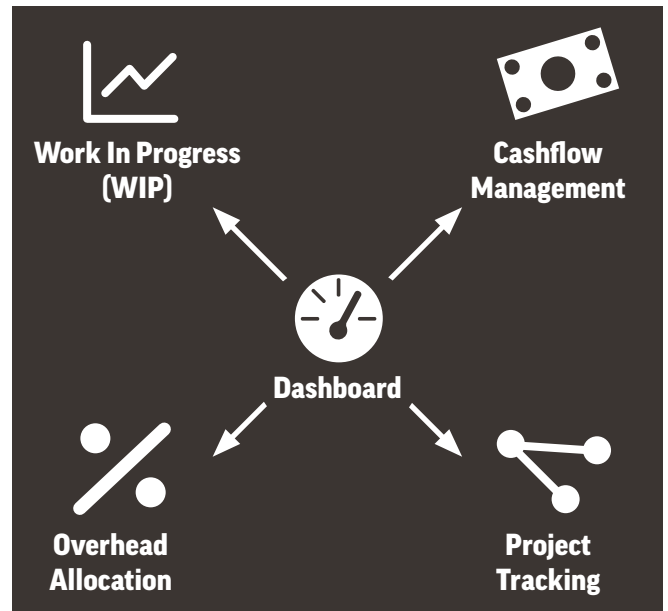 Work In Progress
(WIP)
Cashflow
Management
Dashboard
Overhead
Allocation
Project
Tracking